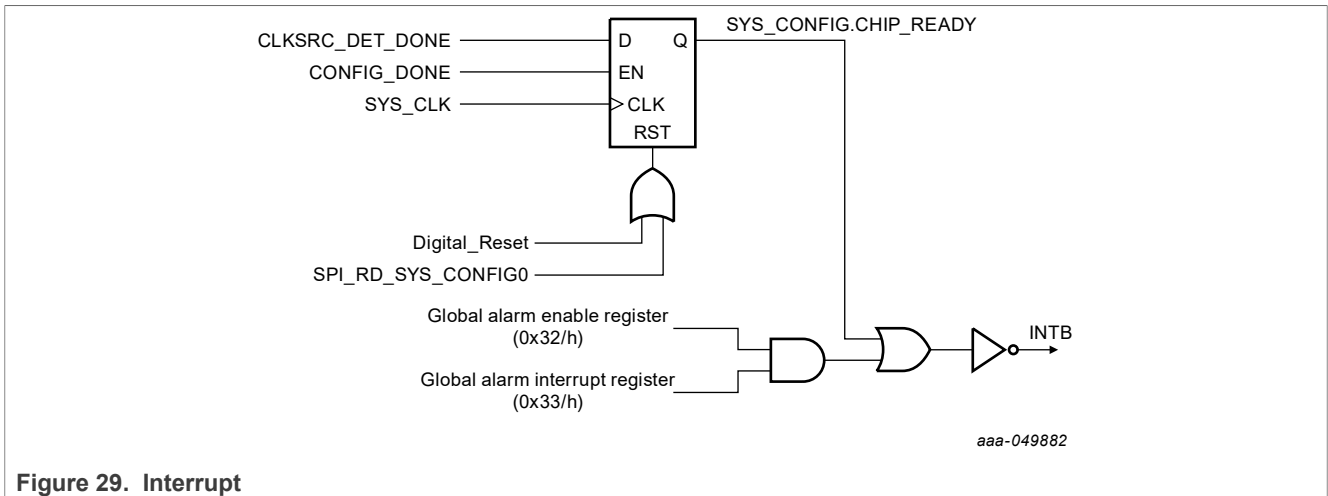 SYS_CONFIG.CHIP_READY
CLKSRC_DET_DONE
D
Q
CONFIG_DONE
EN
SYS_CLK
CLK
RST
Digital_Reset
SPI_RD_SYS_CONFIG0
Global alarm enable register
(0x32/h)
INTB
Global alarm interrupt register
(0x33/h)
aaa-049882
Figure 29. Interrupt